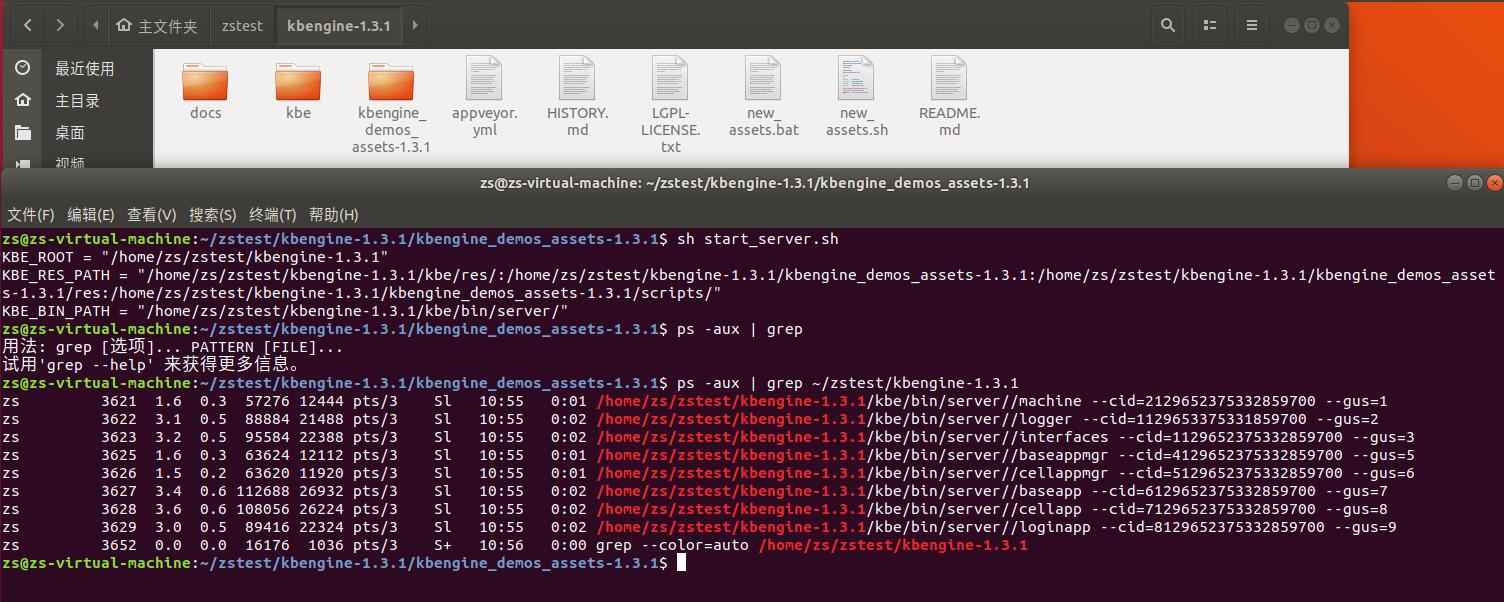 主文件夹 zstest kbengine-1.3.1
最近使用
主目录
桌面
视频
docs
kbe
kbengine_
demos_
assets-1.3.1
appveyor.
yml
HISTORY.
md
LGPL-
LICENSE.
txt
new_
assets.bat
new_
assets.sh
README.
md
zs@zs-virtual-machine: ~/zstest/kbengine-1.3.1/kbengine_demos_assets-1.3.1
文件(F) 编辑(E) 查看(V) 搜索(S) 终端(T) 帮助(H)
zs@zs-virtual-machine:~/zstest/kbengine-1.3.1/kbengine_demos_assets-1.3.1$ sh start_server.sh
KBE_ROOT = "/home/zs/zstest/kbengine-1.3.1"
KBE_RES_PATH = "/home/zs/zstest/kbengine-1.3.1/kbe/res/:/home/zs/zstest/kbengine-1.3.1/kbengine_demos_assets-1.3.1:/home/zs/zstest/kbengine-1.3.1/kbengine_demos_asset
s-1.3.1/res:/home/zs/zstest/kbengine-1.3.1/kbengine_demos_assets-1.3.1/scripts/"
KBE_BIN_PATH = "/home/zs/zstest/kbengine-1.3.1/kbe/bin/server/"
zs@zs-virtual-machine:~/zstest/kbengine-1.3.1/kbengine_demos_assets-1.3.1$ ps -aux | grep
用法: grep [选项]... PATTERN [FILE]...
试用'grep --help' 来获得更多信息。
zs@zs-virtual-machine:~/zstest/kbengine-1.3.1/kbengine_demos_assets-1.3.1$ ps -aux | grep ~/zstest/kbengine-1.3.1
zs 3621 1.6 0.3 57276 12444 pts/3 Sl 10:55 0:01 /home/zs/zstest/kbengine-1.3.1/kbe/bin/server//machine --cid=2129652375332859700 --gus=1
zs 3622 3.1 0.5 88884 21488 pts/3 Sl 10:55 0:02 /home/zs/zstest/kbengine-1.3.1/kbe/bin/server//logger --cid=1129653775331859700 --gus=2
zs 3623 3.2 0.5 95584 22388 pts/3 Sl 10:55 0:02 /home/zs/zstest/kbengine-1.3.1/kbe/bin/server//interfaces --cid=1129652375332859700 --gus=3
zs 3625 1.6 0.3 63624 12112 pts/3 Sl 10:55 0:01 /home/zs/zstest/kbengine-1.3.1/kbe/bin/server//baseappmgr --cid=4129652375332859700 --gus=5
zs 3626 1.5 0.2 63620 11920 pts/3 Sl 10:55 0:01 /home/zs/zstest/kbengine-1.3.1/kbe/bin/server//cellappmgr --cid=5129652375332859700 --gus=6
zs 3627 3.4 0.6 112688 26932 pts/3 Sl 10:55 0:02 /home/zs/zstest/kbengine-1.3.1/kbe/bin/server//baseapp --cid=6129652375332859700 --gus=7
zs 3628 3.6 0.6 108056 26224 pts/3 Sl 10:55 0:02 /home/zs/zstest/kbengine-1.3.1/kbe/bin/server//cellapp --cid=7129652375332859700 --gus=8
zs 3629 3.0 0.5 89416 22324 pts/3 Sl 10:55 0:02 /home/zs/zstest/kbengine-1.3.1/kbe/bin/server//loginapp --cid=8129652375332859700 --gus=9
zs 3652 0.0 0.0 16176 1036 pts/3 S+ 10:56 0:00 grep --color=auto /home/zs/zstest/kbengine-1.3.1
zs@zs-virtual-machine:~/zstest/kbengine-1.3.1/kbengine_demos_assets-1.3.1$